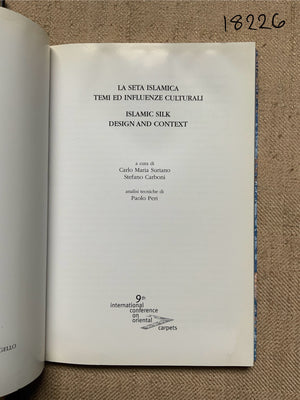 18226
LA SETA ISLAMICA
TEMI ED INFLUENZE CULTURALI
ISLAMIC SILK
DESIGN AND CONTEXT
a cura di
Carlo Maria Suriano
Stefano Carboni
analisi tecniche di
Paolo Peri
9th
international
conference
on
oriental
carpets